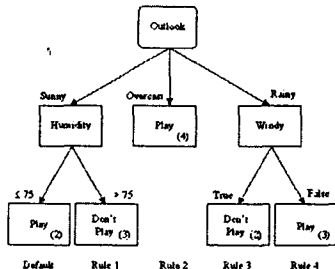 Outlook
Sunny Overcast Rainy
Humidity Play (4) Windy
≤ 75 > 75 True False
Play (2) Don't Play (3) Don't Play (2) Play (3)
Default Rule 1 Rule 2 Rule 3 Rule 4